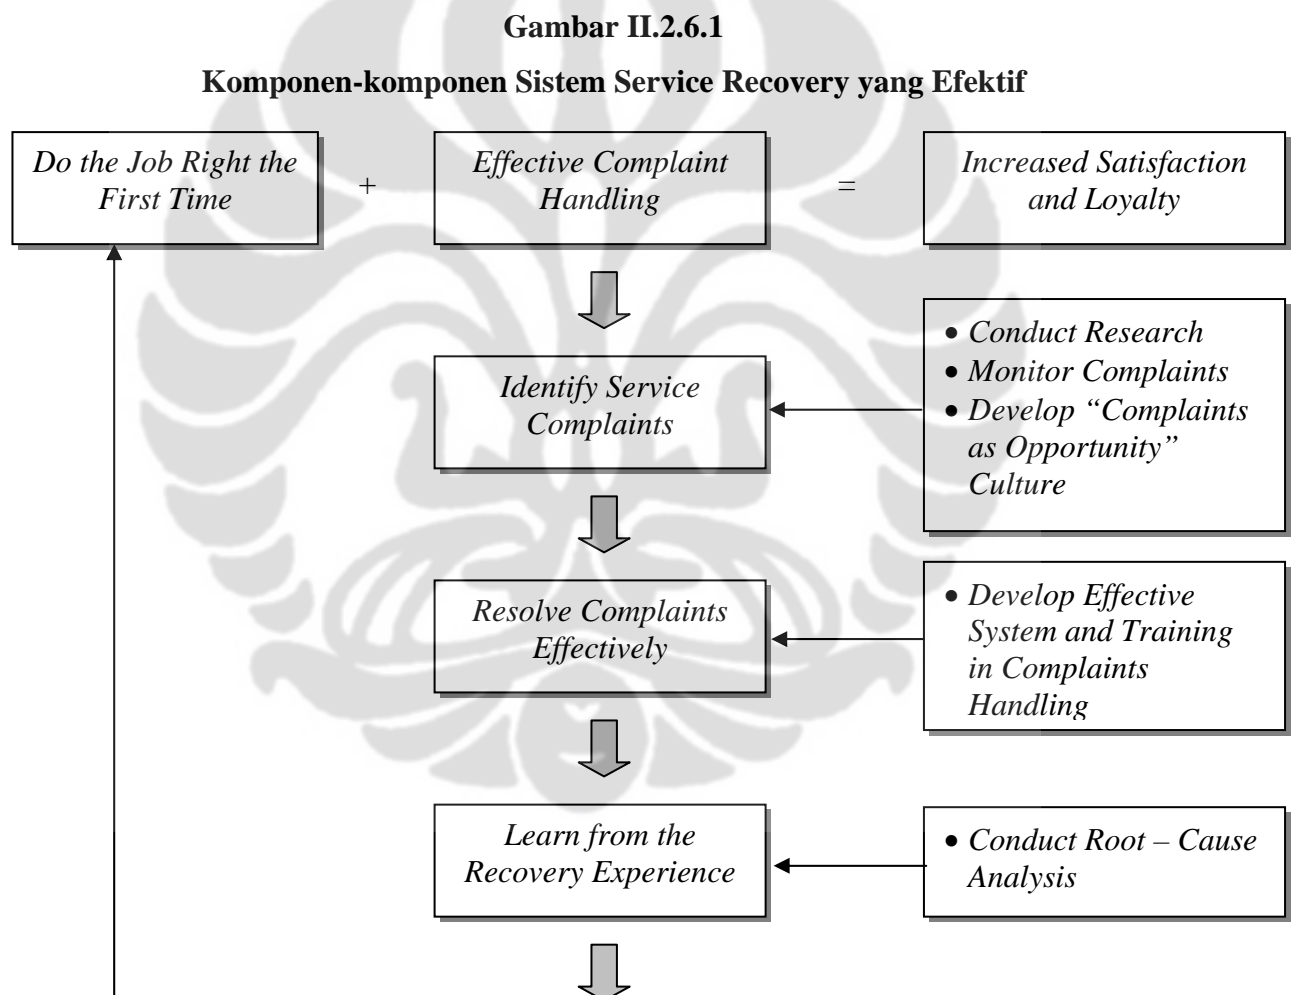 Gambar II.2.6.1
Komponen-komponen Sistem Service Recovery yang Efektif
Do the Job Right the
First Time
+
Effective Complaint
Handling
=
Increased Satisfaction
and Loyalty
Identify Service
Complaints
• Conduct Research
• Monitor Complaints
• Develop “Complaints
as Opportunity”
Culture
Resolve Complaints
Effectively
• Develop Effective
System and Training
in Complaints
Handling
Learn from the
Recovery Experience
• Conduct Root – Cause
Analysis